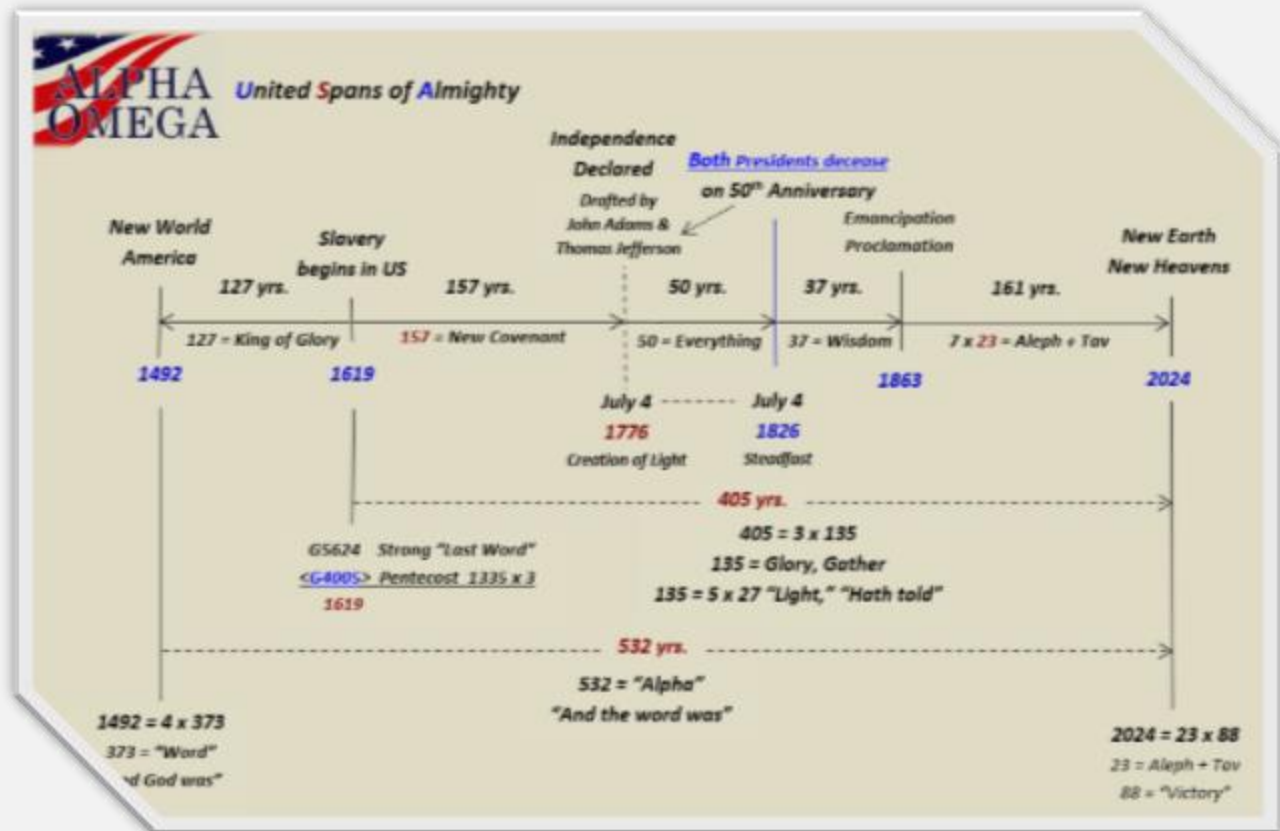 ALPHA
OMEGA
United Spans of Almighty
Independence
Declared
Drafted by
John Adams &
Thomas Jefferson
Both Presidents decease
on 50th Anniversary
Emancipation
Proclamation
New World
America
Slavery
begins in US
New Earth
New Heavens
127 yrs.
157 yrs.
50 yrs.
37 yrs.
161 yrs.
127 = King of Glory
157 = New Covenant
50 = Everything
37 = Wisdom
7 x 23 = Aleph + Tav
1492
1619
1863
2024
July 4 -------- July 4
1776
1826
Creation of Light
Steadfast
405 yrs.
405 = 3 x 135
135 = Glory, Gather
135 = 5 x 27 "Light," "Hath told"
G5624 Strong "Last Word"
<G4005> Pentecost 1335 x 3
1619
532 yrs.
532 = "Alpha"
"And the word was"
1492 = 4 x 373
373 = "Word"
God was"
2024 = 23 x 88
23 = Aleph + Tav
88 = "Victory"